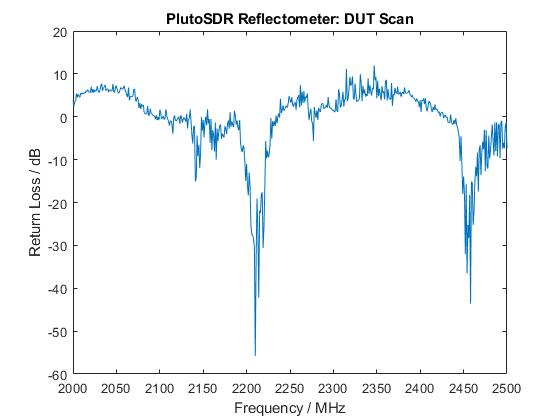 PlutoSDR Reflectometer: DUT Scan
20
10
0
-10
-20
-30
-40
-50
-60
Return Loss / dB
2000 2050 2100 2150 2200 2250 2300 2350 2400 2450 2500
Frequency / MHz